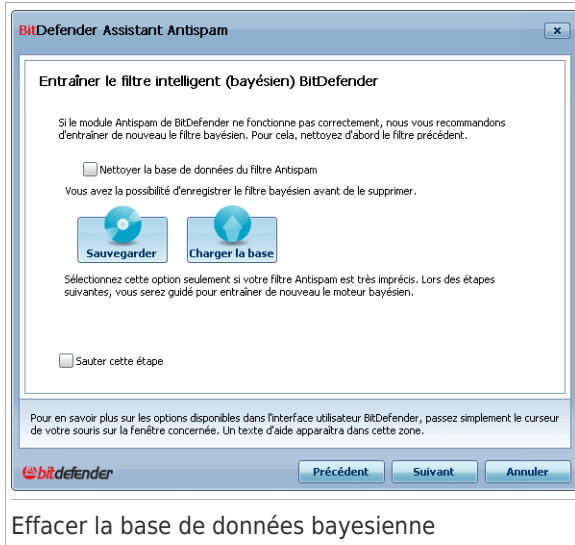 BitDefender Assistant Antispam
x
Entraîner le filtre intelligent (bayésien) BitDefender
Si le module Antispam de BitDefender ne fonctionne pas correctement, nous vous recommandons
d'entraîner de nouveau le filtre bayésien. Pour cela, nettoyez d'abord le filtre précédent.
Nettoyer la base de données du filtre Antispam
Vous avez la possibilité d'enregistrer le filtre bayésien avant de le supprimer.
Sauvegarder
Charger la base
Sélectionnez cette option seulement si votre filtre Antispam est très imprécis. Lors des étapes
suivantes, vous serez guidé pour entraîner de nouveau le moteur bayésien.
Sauter cette étape
Pour en savoir plus sur les options disponibles dans l'interface utilisateur BitDefender, passez simplement le curseur
de votre souris sur la fenêtre concernée. Un texte d'aide apparaîtra dans cette zone.
bitdefender
Précédent
Suivant
Annuler
Effacer la base de données bayesienne